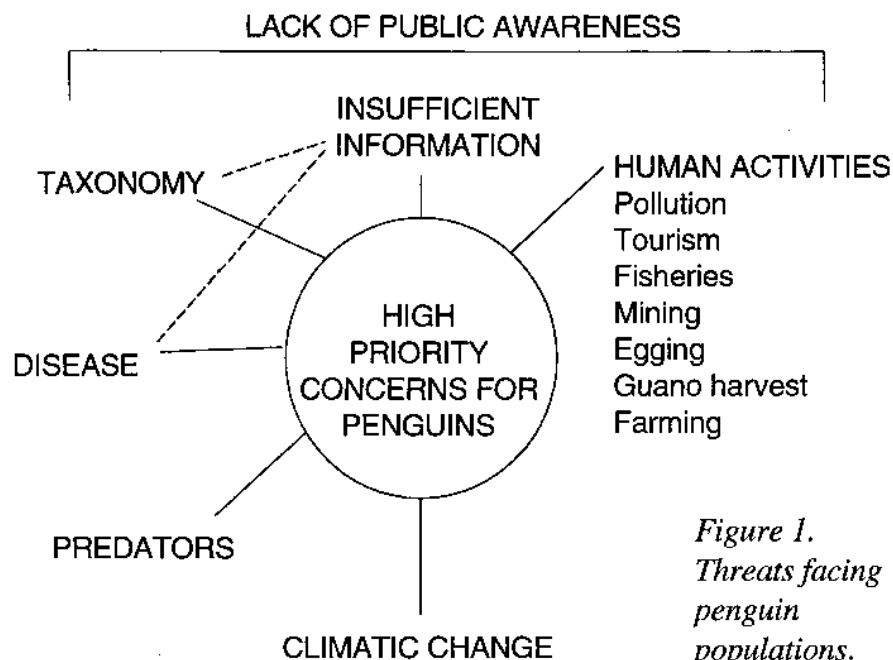 LACK OF PUBLIC AWARENESS
INSUFFICIENT
INFORMATION
TAXONOMY
HUMAN ACTIVITIES
Pollution
Tourism
Fisheries
Mining
Egging
Guano harvest
Farming
HIGH
PRIORITY
CONCERNS FOR
PENGUINS
DISEASE
PREDATORS
CLIMATIC CHANGE
Figure 1.
Threats facing
penguin
populations.